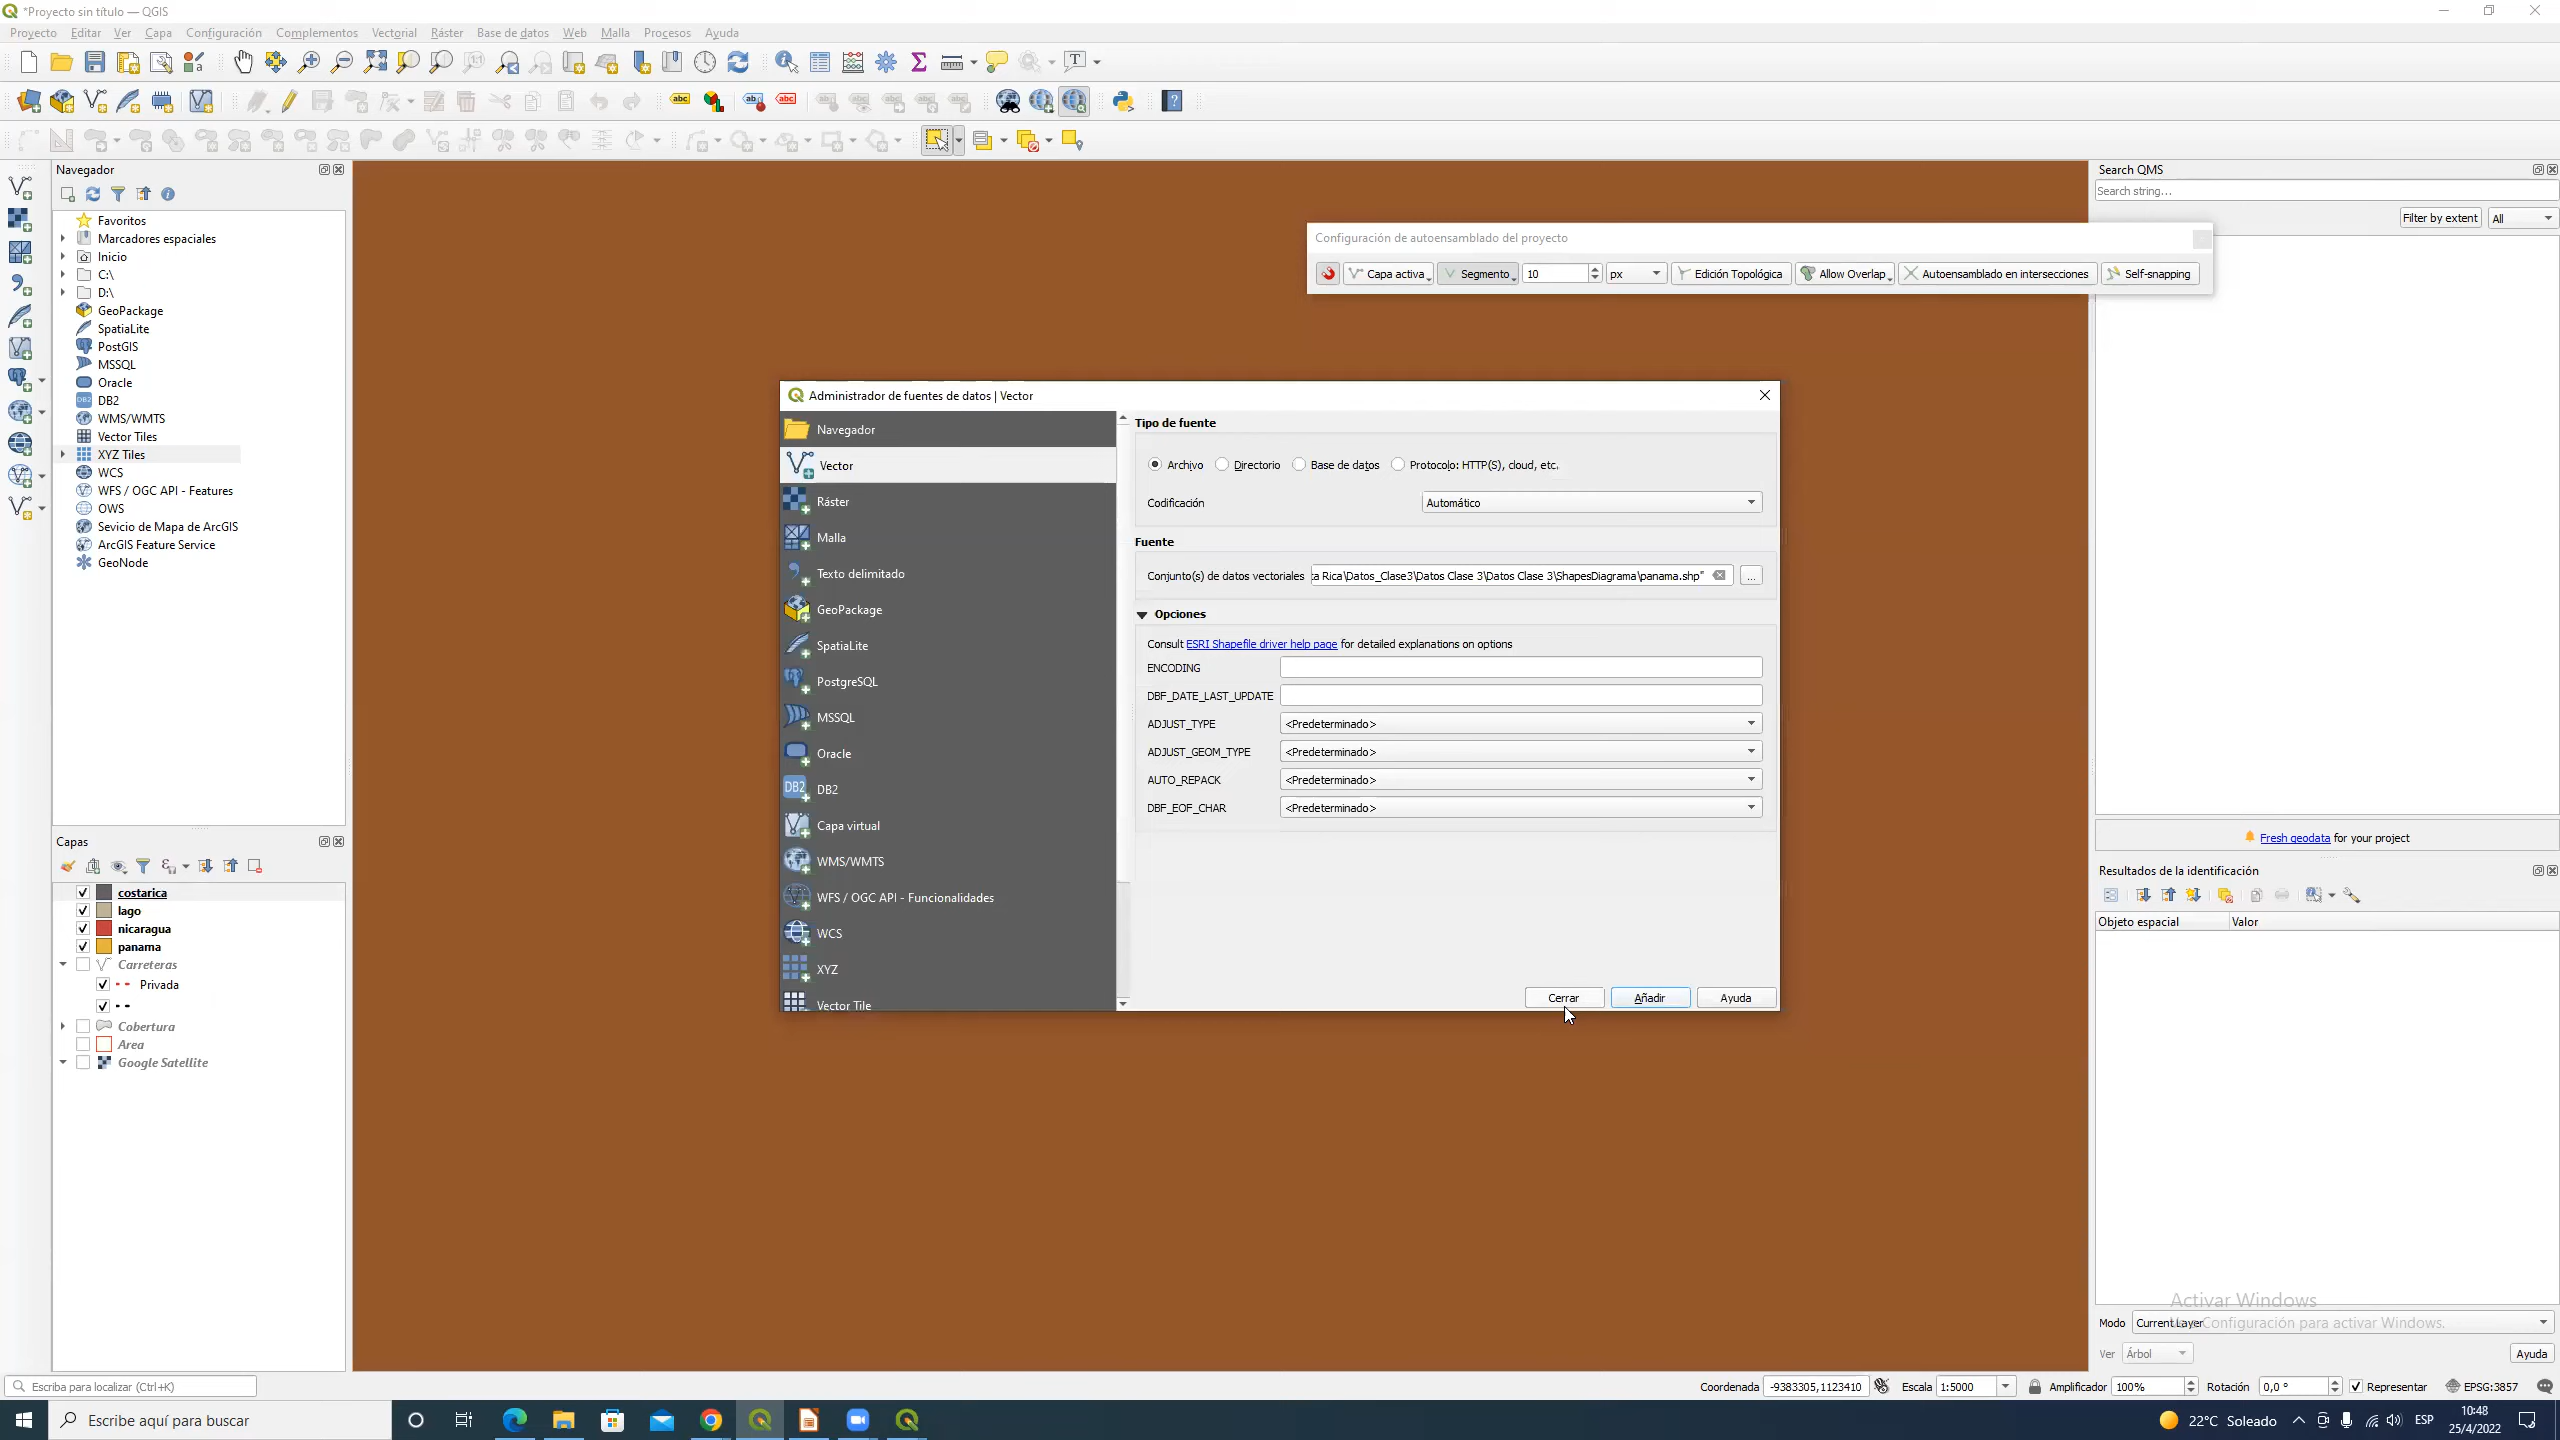 *Proyecto sin título — QGIS
Proyecto Editar Ver Capa Configuración Complementos Vectorial Ráster Base de datos Web Malla Procesos Ayuda
Navegador
Favoritos
Marcadores espaciales
Inicio
C:\
D:\
GeoPackage
SpatiaLite
PostGIS
MSSQL
Oracle
DB2
WMS/WMTS
Vector Tiles
XYZ Tiles
WCS
WFS / OGC API - Features
OWS
Sevicio de Mapa de ArcGIS
ArcGIS Feature Service
GeoNode
Capas
costarica
lago
nicaragua
panama
Carreteras
Privada
Cobertura
Area
Google Satellite
Configuración de autoensamblado del proyecto
Capa activa Segmento 10 px Edición Topológica Allow Overlap Autoensamblado en intersecciones Self-snapping
Administrador de fuentes de datos | Vector
Navegador
Vector
Ráster
Malla
Texto delimitado
GeoPackage
SpatiaLite
PostgreSQL
MSSQL
Oracle
DB2
Capa virtual
WMS/WMTS
WFS / OGC API - Funcionalidades
WCS
XYZ
Vector Tile
Tipo de fuente
Archivo Directorio Base de datos Protocolo: HTTP(S), cloud, etc.
Codificación Automático
Fuente
Conjunto(s) de datos vectoriales :a Rica\Datos_Clase3\Datos Clase 3\Datos Clase 3\ShapesDiagrama\panama.shp" ...
Opciones
Consult ESRI Shapefile driver help page for detailed explanations on options
ENCODING
DBF_DATE_LAST_UPDATE
ADJUST_TYPE <Predeterminado>
ADJUST_GEOM_TYPE <Predeterminado>
AUTO_REPACK <Predeterminado>
DBF_EOF_CHAR <Predeterminado>
Cerrar Añadir Ayuda
Search QMS
Search string...
Filter by extent All
Fresh geodata for your project
Resultados de la identificación
Objeto espacial Valor
Activar Windows
Configuración para activar Windows.
Modo Current Layer
Ver Árbol Ayuda
Escriba para localizar (Ctrl+K) Coordenada -9383305,1123410 Escala 1:5000 Amplificador 100% Rotación 0,0 ° Representar EPSG:3857
Escribe aquí para buscar 22°C Soleado ESP 10:48
25/4/2022